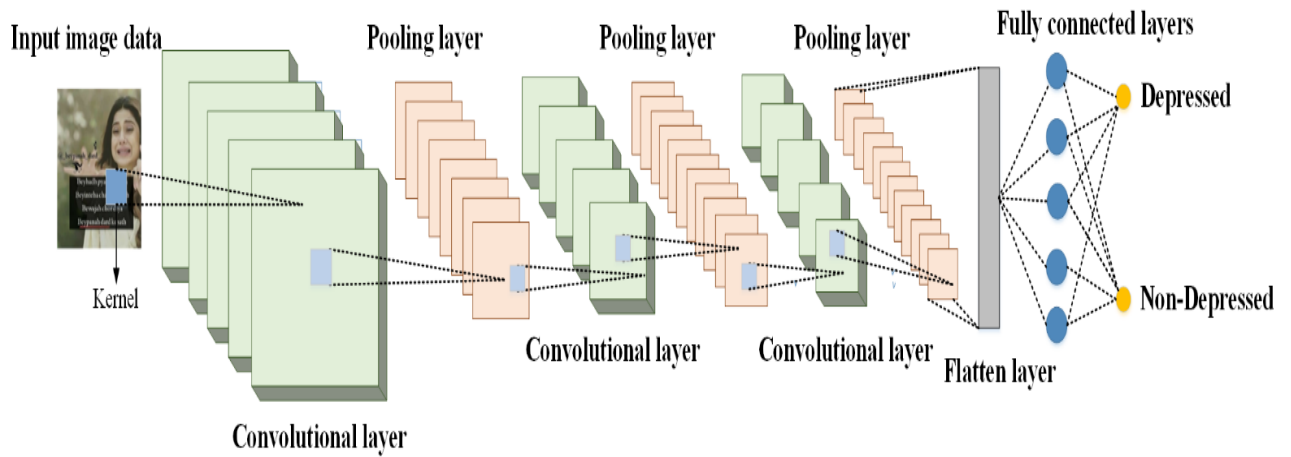 Input image data
Pooling layer
Pooling layer
Pooling layer
Fully connected layers
Depressed
Non-Depressed
Kernel
Convolutional layer
Convolutional layer
Convolutional layer
Flatten layer